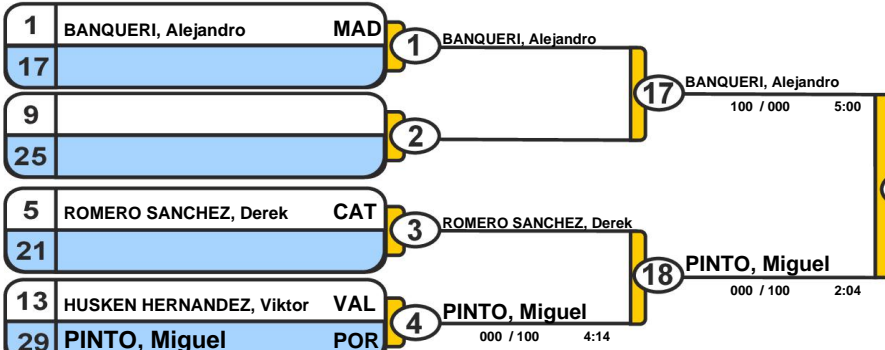 1 BANQUERI, Alejandro MAD
17
1 BANQUERI, Alejandro
17 BANQUERI, Alejandro
100 / 000 5:00
9
25
2
5 ROMERO SANCHEZ, Derek CAT
21
3 ROMERO SANCHEZ, Derek
18 PINTO, Miguel
000 / 100 2:04
13 HUSKEN HERNANDEZ, Viktor VAL
29 PINTO, Miguel POR
4 PINTO, Miguel
000 / 100 4:14